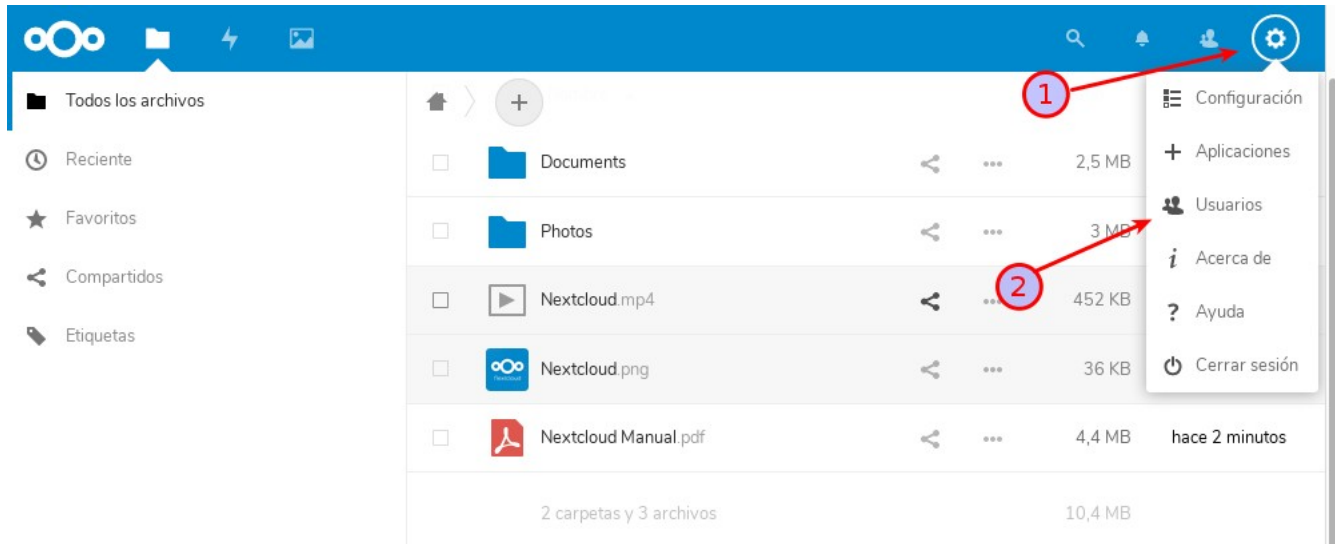 Todos los archivos
Reciente
Favoritos
Compartidos
Etiquetas
Documents 2,5 MB
Photos 3 MB
Nextcloud.mp4 452 KB
Nextcloud.png 36 KB
Nextcloud Manual.pdf 4,4 MB hace 2 minutos
2 carpetas y 3 archivos 10,4 MB
1
2
Configuración
Aplicaciones
Usuarios
Acerca de
Ayuda
Cerrar sesión